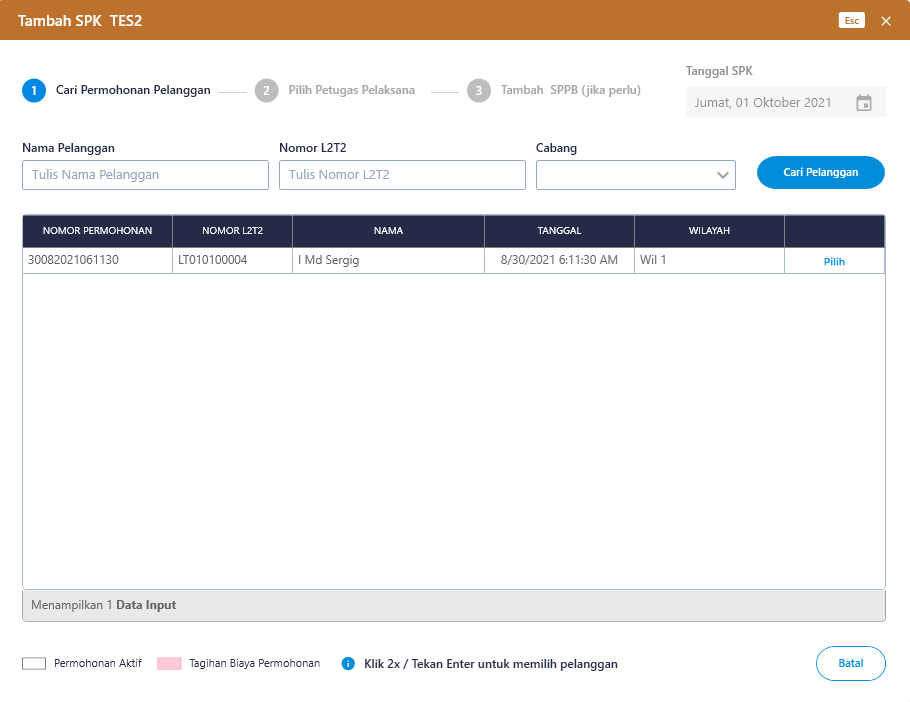 Tambah SPK TES2
Esc
Tanggal SPK
1 Cari Permohonan Pelanggan
2 Pilih Petugas Pelaksana
3 Tambah SPPB (jika perlu)
Jumat, 01 Oktober 2021
Nama Pelanggan
Nomor L2T2
Cabang
Tulis Nama Pelanggan
Tulis Nomor L2T2
Cari Pelanggan
NOMOR PERMOHONAN NOMOR L2T2 NAMA TANGGAL WILAYAH
30082021061130 LT010100004 I Md Sergig 8/30/2021 6:11:30 AM Wil 1 Pilih
Menampilkan 1 Data Input
Permohonan Aktif
Tagihan Biaya Permohonan
Klik 2x / Tekan Enter untuk memilih pelanggan
Batal